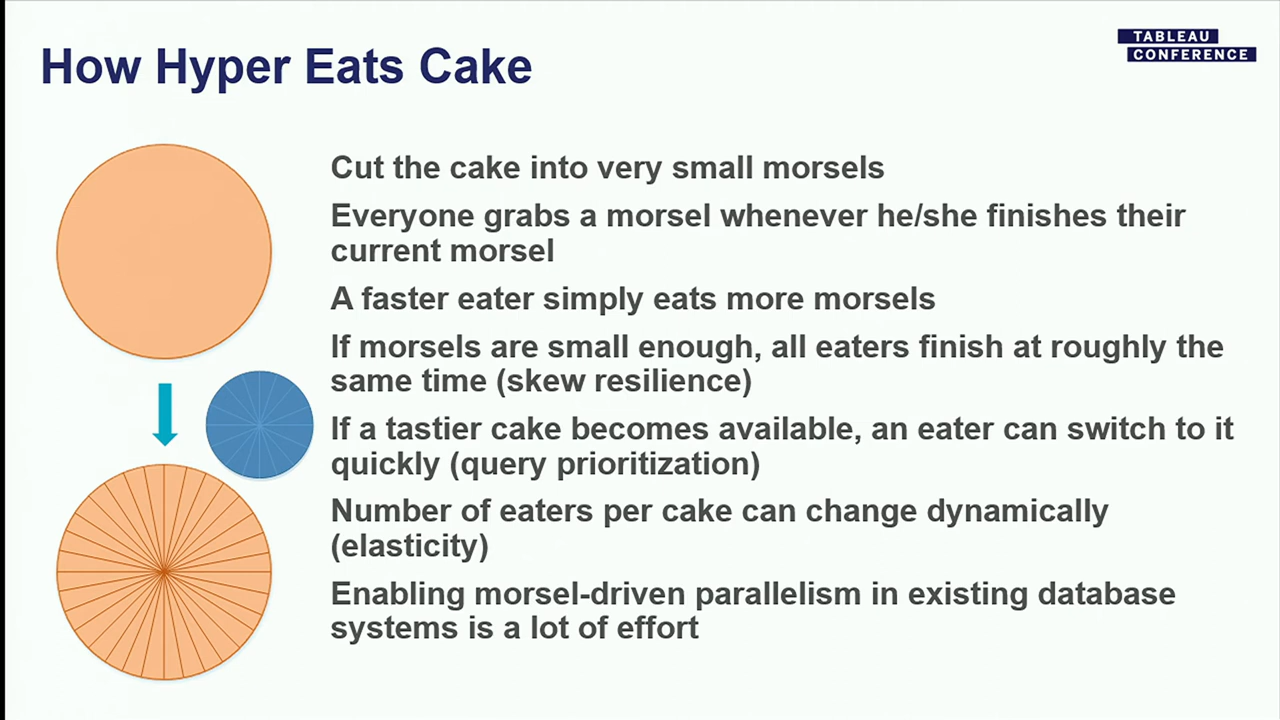 How Hyper Eats Cake
TABLEAU
CONFERENCE
Cut the cake into very small morsels
Everyone grabs a morsel whenever he/she finishes their
current morsel
A faster eater simply eats more morsels
If morsels are small enough, all eaters finish at roughly the
same time (skew resilience)
If a tastier cake becomes available, an eater can switch to it
quickly (query prioritization)
Number of eaters per cake can change dynamically
(elasticity)
Enabling morsel-driven parallelism in existing database
systems is a lot of effort